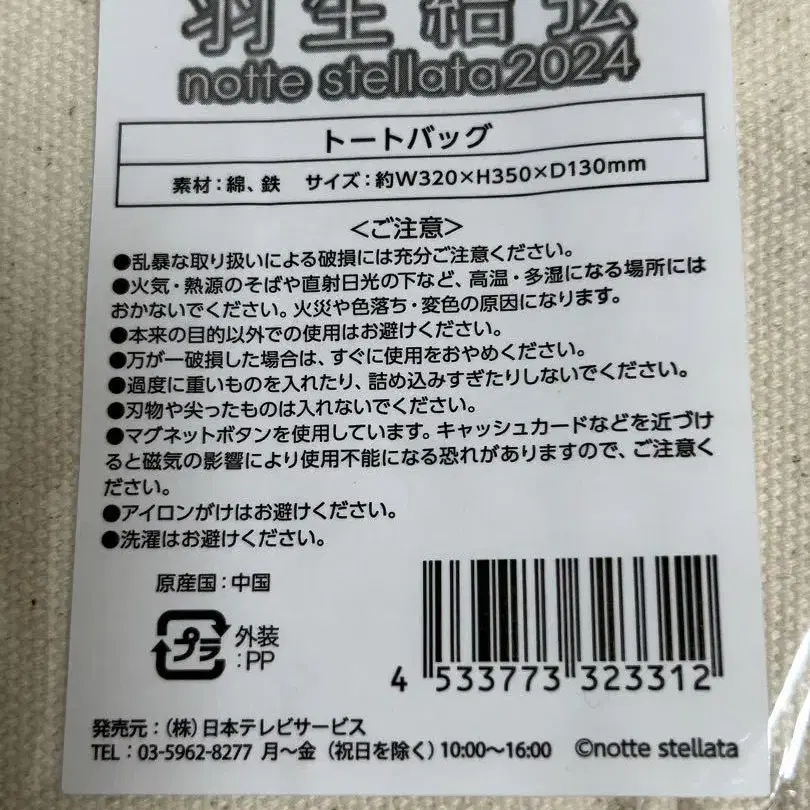 羽生結弦
notte stellata2024
トートバッグ
素材：綿、鉄　サイズ：約W320×H350×D130mm
＜ご注意＞
●乱暴な取り扱いによる破損には充分ご注意ください。
●火気・熱源のそばや直射日光の下など、高温・多湿になる場所には
おかないでください。火災や色落ち・変色の原因になります。
●本来の目的以外での使用はお避けください。
●万が一破損した場合は、すぐに使用をおやめください。
●過度に重いものを入れたり、詰め込みすぎたりしないでください。
●刃物や尖ったものは入れないでください。
●マグネットボタンを使用しています。キャッシュカードなどを近づけ
ると磁気の影響により使用不能になる恐れがありますので、ご注意く
ださい。
●アイロンがけはお避けください。
●洗濯はお避けください。
原産国：中国
プラ
外装
：PP
4 533773 323312
発売元：（株）日本テレビサービス
TEL：03-5962-8277 月～金（祝日を除く）10:00～16:00 ©notte stellata